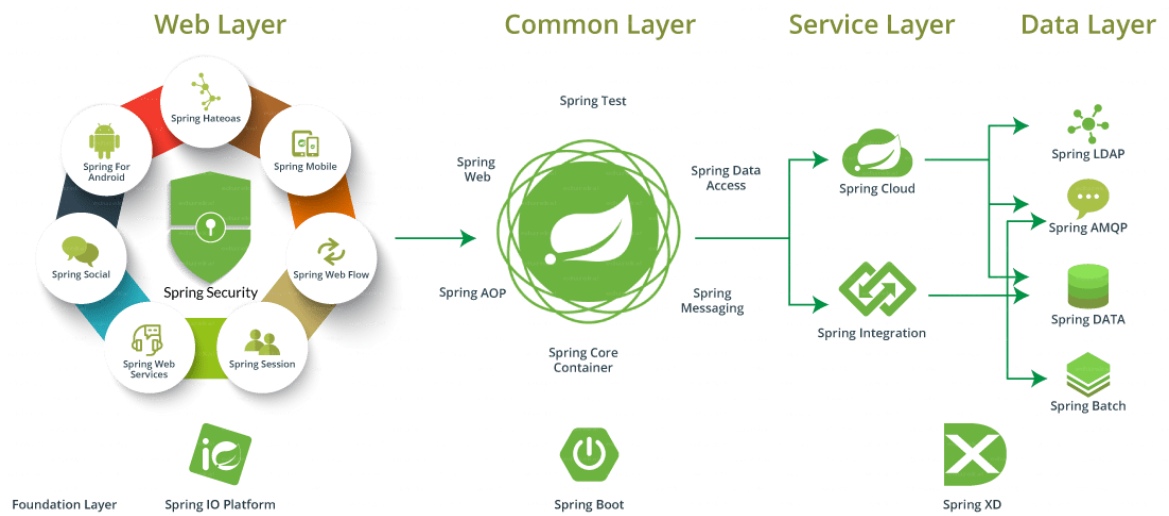 Web Layer
Common Layer
Service Layer
Data Layer
Spring Hateoas
Spring For
Android
Spring Mobile
Spring Social
Spring Web Flow
Spring Security
Spring Web
Services
Spring Session
Spring Test
Spring
Web
Spring Data
Access
Spring AOP
Spring
Messaging
Spring Core
Container
Spring Cloud
Spring Integration
Spring LDAP
Spring AMQP
Spring DATA
Spring Batch
Foundation Layer
iO
Spring IO Platform
Spring Boot
X
Spring XD